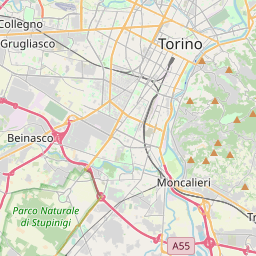 Collegno
Grugliasco
Torino
Beinasco
Moncalieri
Parco Naturale
di Stupinigi
A55